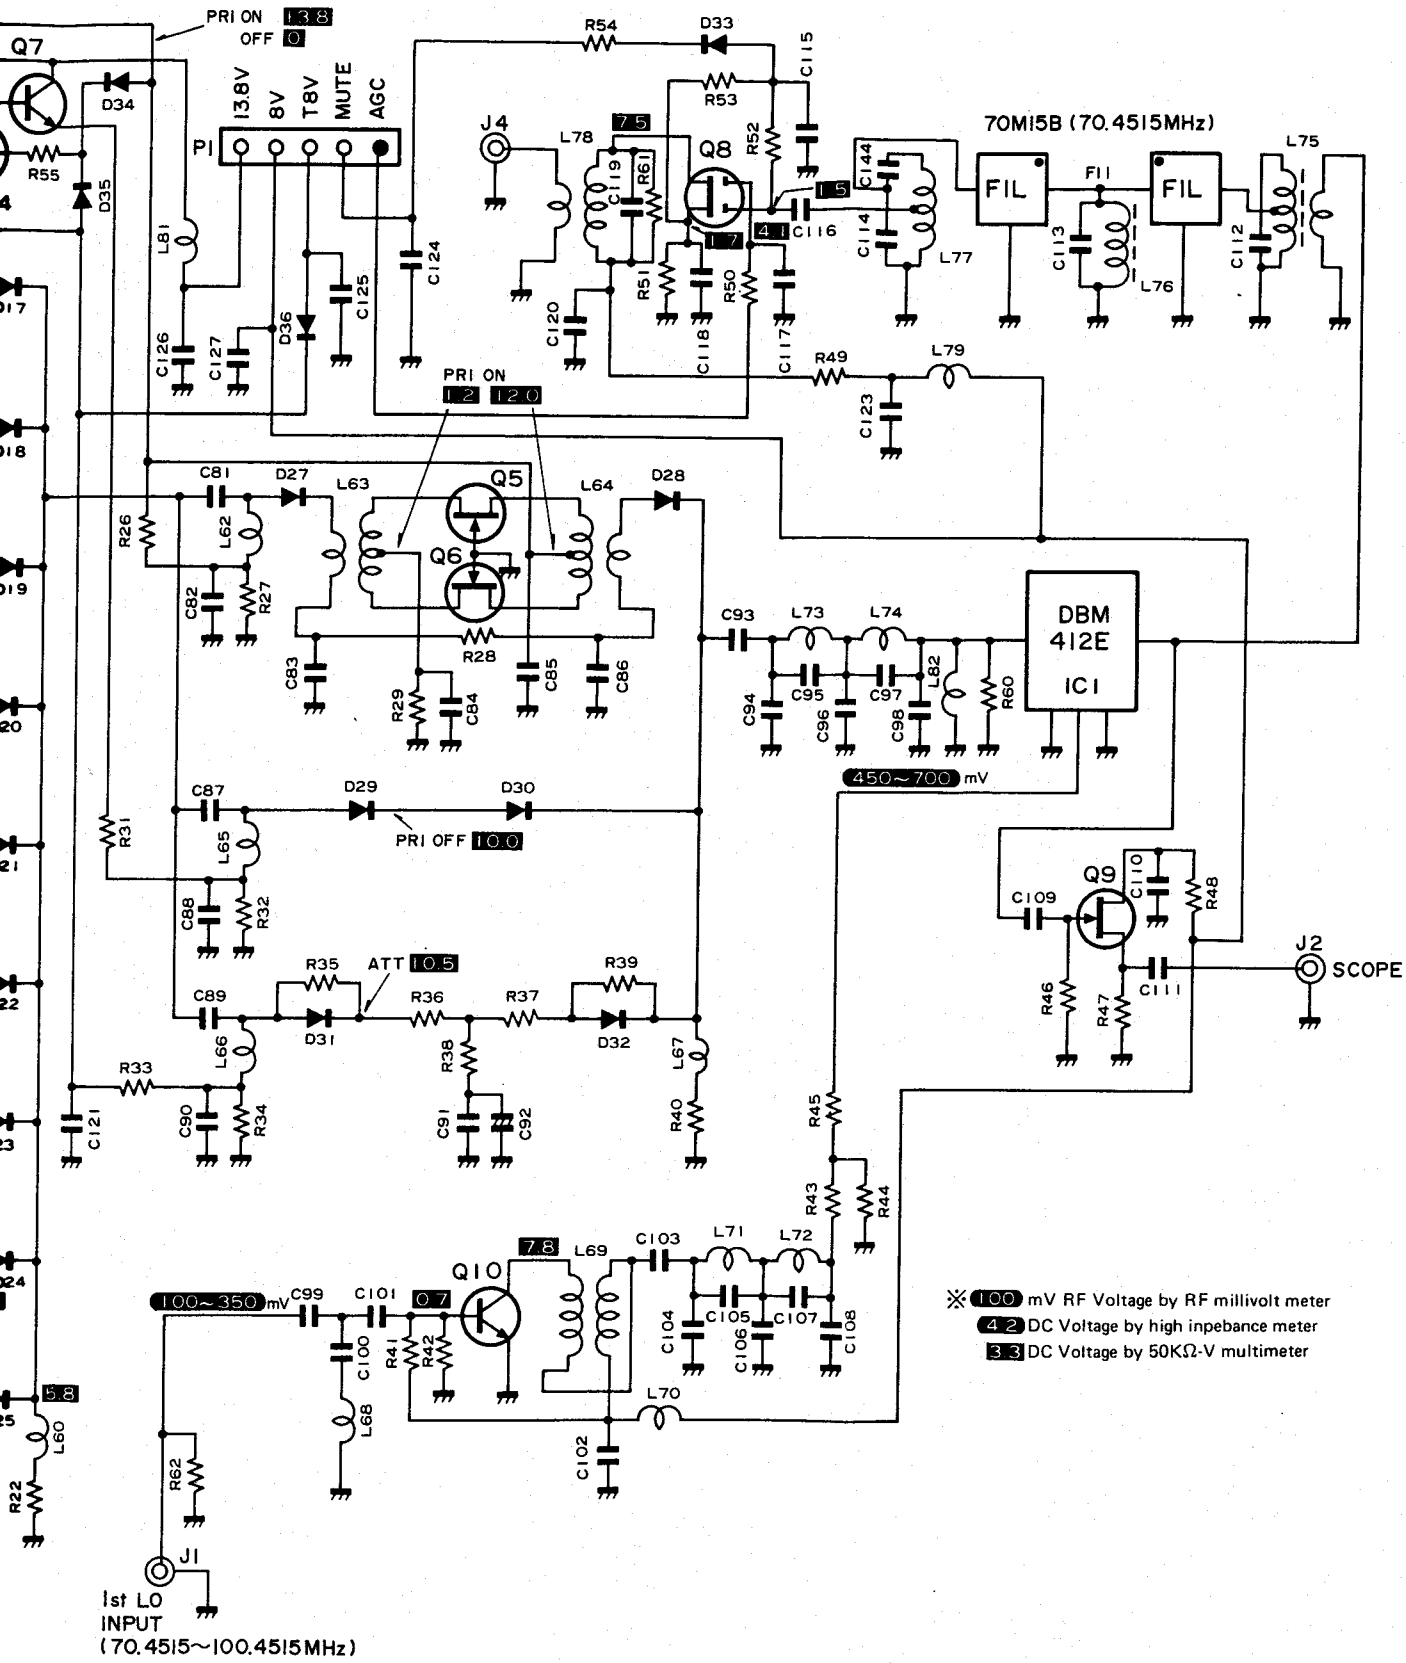 PRI ON 13.8
OFF 0
Q7
D34
R55
4
D35
L81
13.8V
8V
T8V
MUTE
AGC
P1
R54
D33
C115
R53
R52
J4
L78
7.5
C119
R61
Q8
1.5
1.7
4.1
C116
C144
C114
L77
70M15B (70.4515MHz)
FIL
F11
FIL
L75
C113
L76
C112
R51
R50
C118
C117
C120
C124
C125
D36
C126
C127
D17
R49
L79
C123
PRI ON
1.2 12.0
D18
C81
D27
L63
Q5
L64
D28
R26
L62
Q6
D19
C82
R27
C83
R28
R29
C84
C85
C86
C93
L73
L74
L82
R60
DBM
412E
IC1
C94
C95
C96
C97
C98
D20
450~700 mV
C87
D29
D30
PRI OFF 10.0
R31
L65
C88
R32
D21
C109
Q9
C110
R48
R46
R47
C111
J2
SCOPE
D22
C89
R35
D31
ATT 10.5
R36
R37
R39
D32
R38
L66
L67
R33
C90
R34
C121
C91
C92
R40
D23
R45
R43
R44
D24
100~350 mV
C99
C101
0.7
Q10
7.8
L69
C103
L71
L72
C104
C105
C106
C107
C108
C100
R41
R42
L68
L70
C102
5.8
D25
L60
R22
R62
J1
1st LO
INPUT
(70.4515~100.4515MHz)
※ 100 mV RF Voltage by RF millivolt meter
4.2 DC Voltage by high inpebance meter
3.3 DC Voltage by 50KΩ-V multimeter